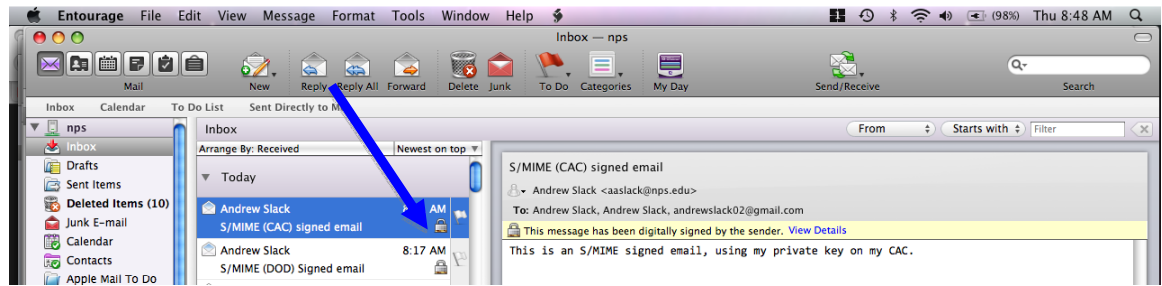 Entourage File Edit View Message Format Tools Window Help (98%) Thu 8:48 AM
Inbox — nps
Mail New Reply Reply All Forward Delete Junk To Do Categories My Day Send/Receive Search
Inbox Calendar To Do List Sent Directly to
nps
Inbox From Starts with Filter
Inbox
Arrange By: Received Newest on top
Drafts
Today
Sent Items
Deleted Items (10)
Junk E-mail
Calendar
Contacts
Apple Mail To Do
Andrew Slack AM
S/MIME (CAC) signed email
Andrew Slack 8:17 AM
S/MIME (DOD) Signed email
S/MIME (CAC) signed email
Andrew Slack <aaslack@nps.edu>
To: Andrew Slack, Andrew Slack, andrewslack02@gmail.com
This message has been digitally signed by the sender. View Details
This is an S/MIME signed email, using my private key on my CAC.